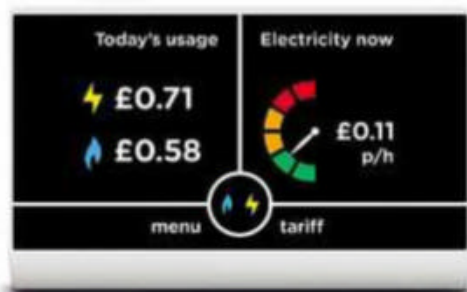 Today's usage
£0.71
£0.58
Electricity now
£0.11
p/h
menu
tariff